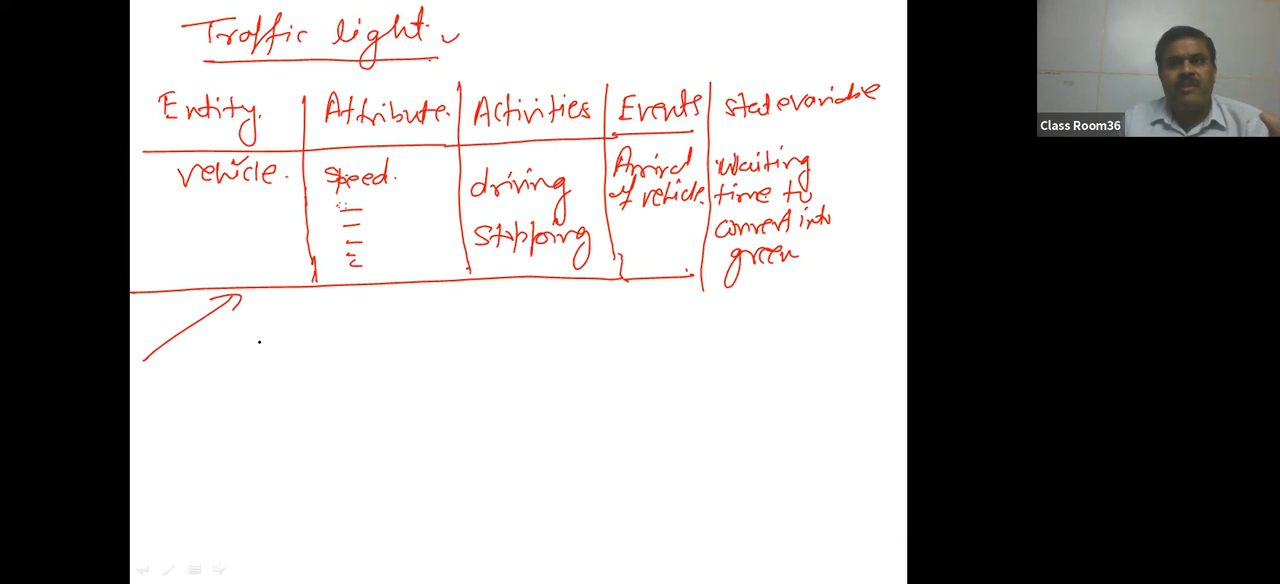 Traffic light.
Entity. Attribute. Activities Events state variable
vehicle. speed. driving Arrival of vehicle. waiting time to convert into green
stopping
Class Room36